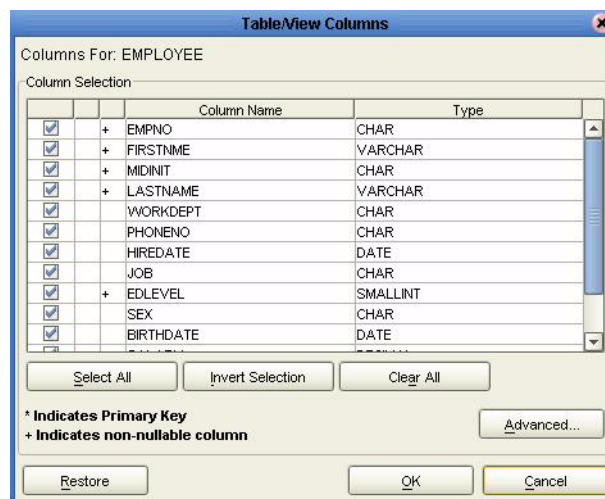 Table/View Columns
Columns For: EMPLOYEE
Column Selection
Column Name Type
+ EMPNO CHAR
+ FIRSTNME VARCHAR
+ MIDINIT CHAR
+ LASTNAME VARCHAR
WORKDEPT CHAR
PHONENO CHAR
HIREDATE DATE
JOB CHAR
+ EDLEVEL SMALLINT
SEX CHAR
BIRTHDATE DATE
Select All Invert Selection Clear All
* Indicates Primary Key
+ Indicates non-nullable column
Advanced...
Restore OK Cancel